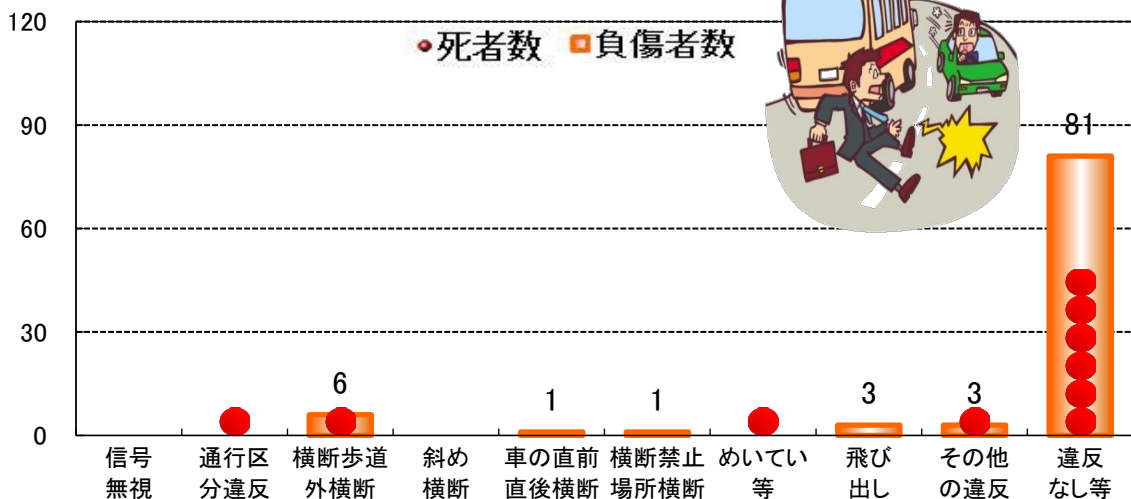 120
死者数 負傷者数
90
81
60
30
6
1
1
3
3
0
信号
無視
通行区
分違反
横断歩道
外横断
斜め
横断
車の直前
直後横断
横断禁止
場所横断
めいてい
等
飛び
出し
その他
の違反
違反
なし等